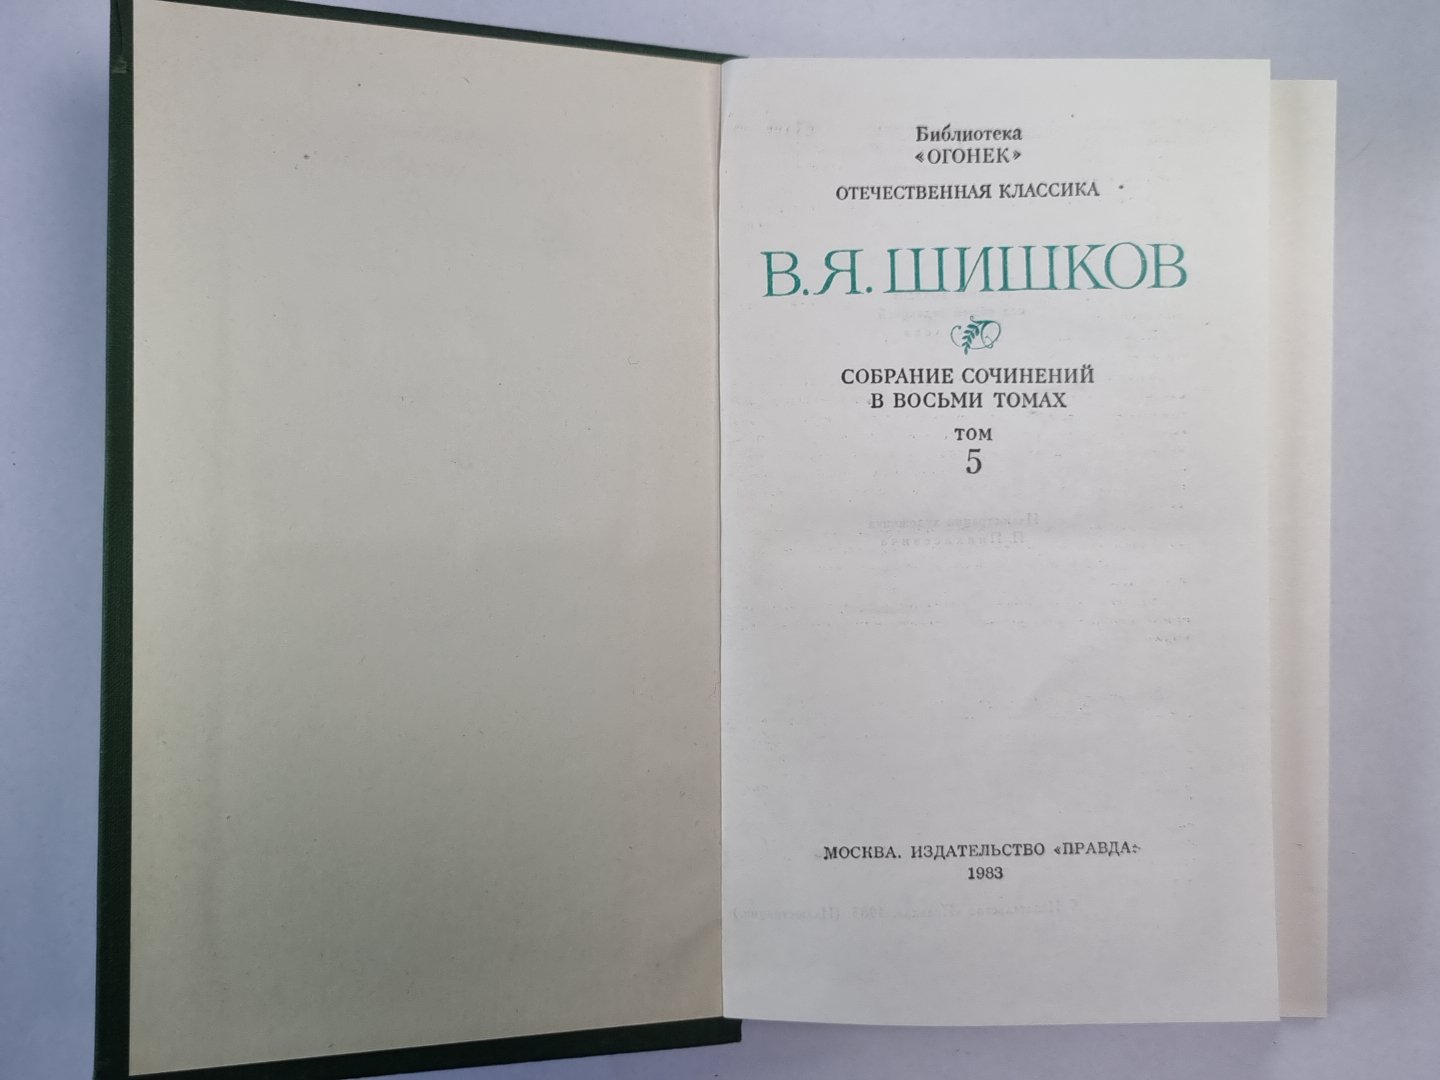 Библиотека
«ОГОНЕК»
ОТЕЧЕСТВЕННАЯ КЛАССИКА
В.Я.ШИШКОВ
СОБРАНИЕ СОЧИНЕНИЙ
В ВОСЬМИ ТОМАХ
ТОМ
5
МОСКВА. ИЗДАТЕЛЬСТВО «ПРАВДА»
1983